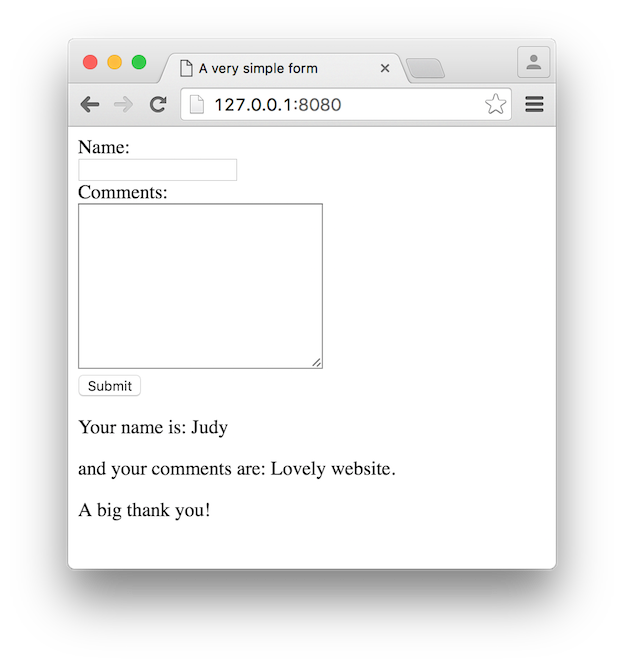 A very simple form
127.0.0.1:8080
Name:
Comments:
Submit
Your name is: Judy
and your comments are: Lovely website.
A big thank you!